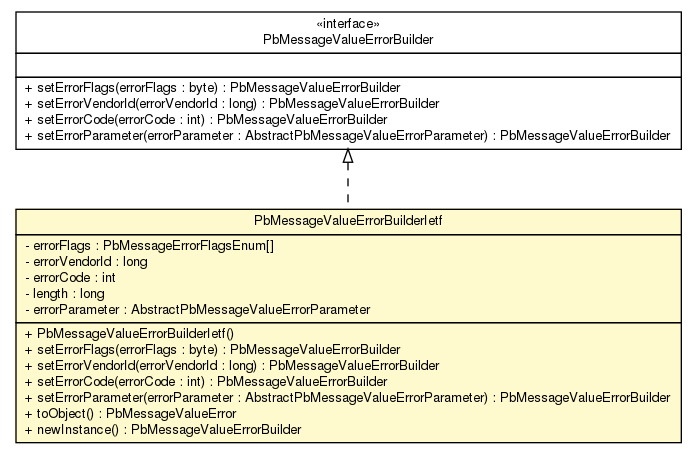 «interface»
PbMessageValueErrorBuilder
+ setErrorFlags(errorFlags : byte) : PbMessageValueErrorBuilder
+ setErrorVendorId(errorVendorId : long) : PbMessageValueErrorBuilder
+ setErrorCode(errorCode : int) : PbMessageValueErrorBuilder
+ setErrorParameter(errorParameter : AbstractPbMessageValueErrorParameter) : PbMessageValueErrorBuilder
PbMessageValueErrorBuilderIetf
- errorFlags : PbMessageErrorFlagsEnum[]
- errorVendorId : long
- errorCode : int
- length : long
- errorParameter : AbstractPbMessageValueErrorParameter
+ PbMessageValueErrorBuilderIetf()
+ setErrorFlags(errorFlags : byte) : PbMessageValueErrorBuilder
+ setErrorVendorId(errorVendorId : long) : PbMessageValueErrorBuilder
+ setErrorCode(errorCode : int) : PbMessageValueErrorBuilder
+ setErrorParameter(errorParameter : AbstractPbMessageValueErrorParameter) : PbMessageValueErrorBuilder
+ toObject() : PbMessageValueError
+ newInstance() : PbMessageValueErrorBuilder